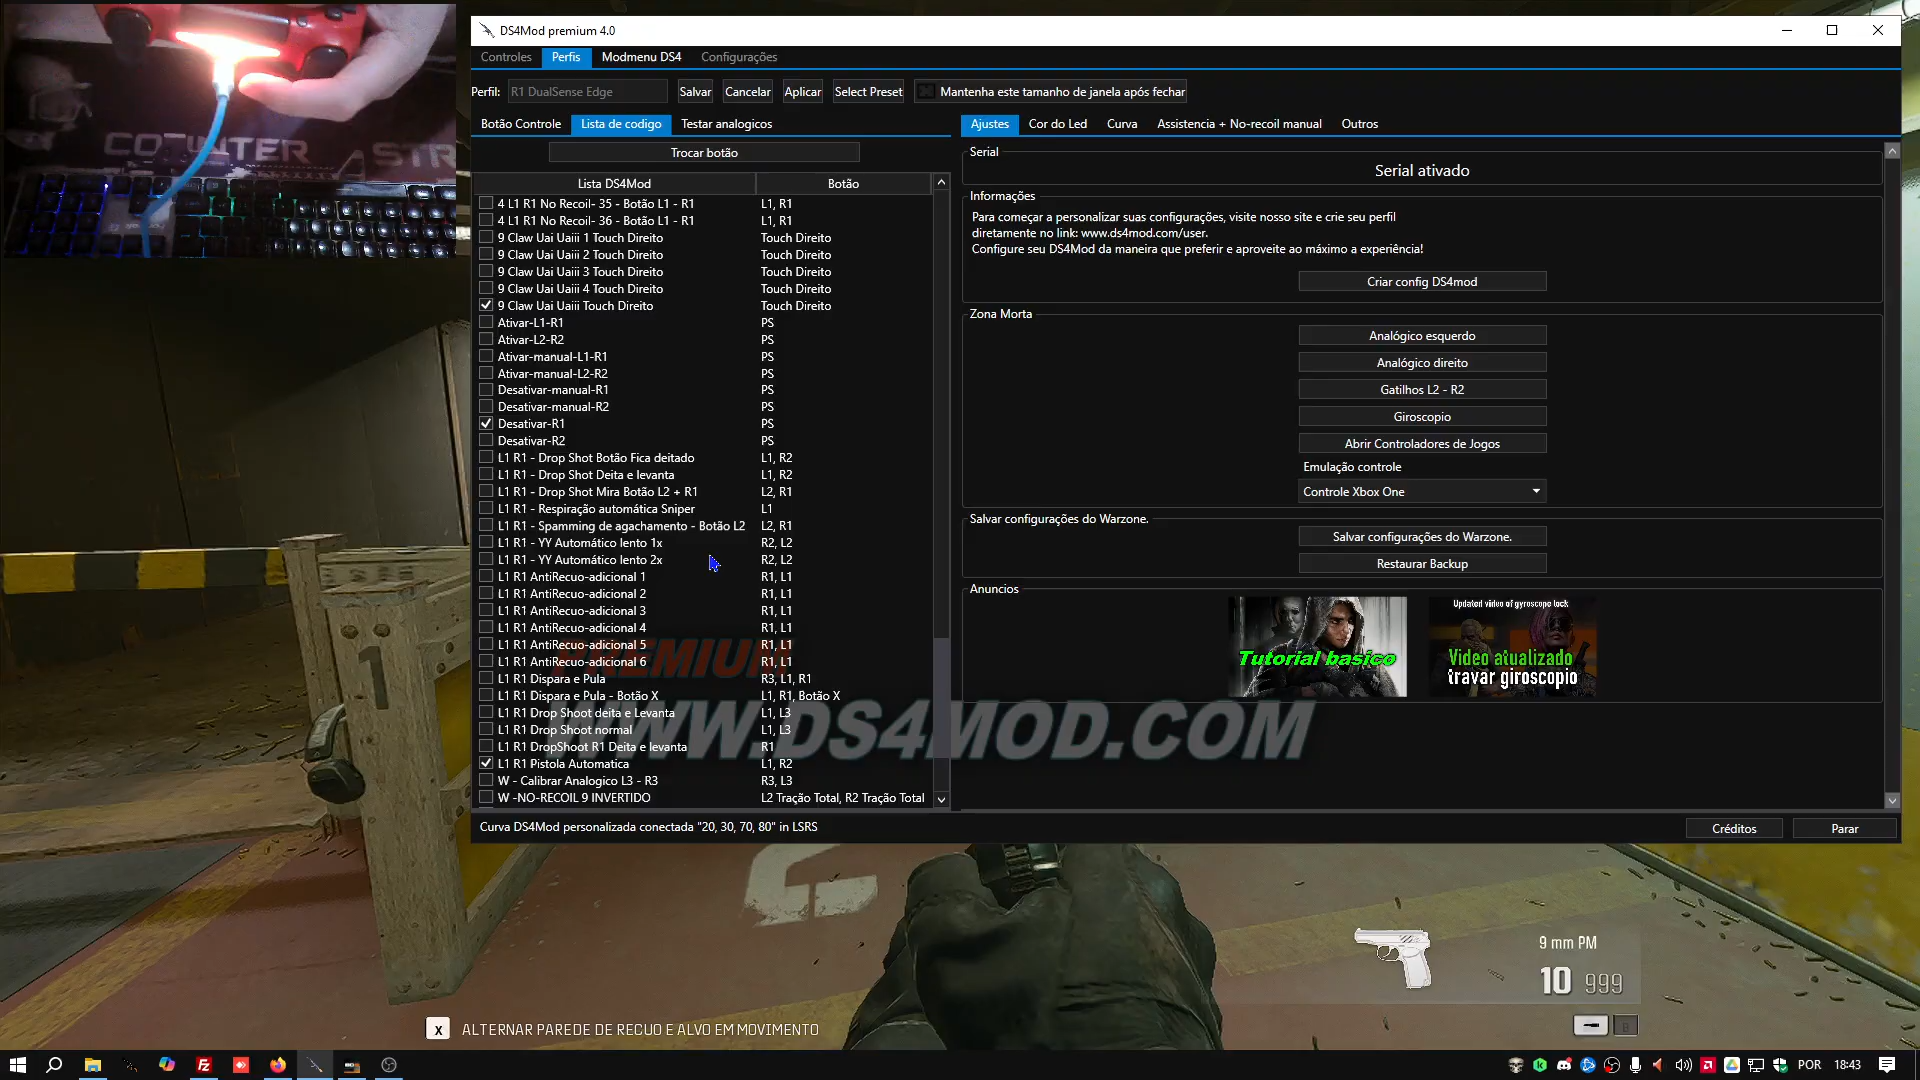 DS4Mod premium 4.0
Controles Perfis Modmenu DS4 Configurações
Perfil: R1 DualSense Edge Salvar Cancelar Aplicar Select Preset Mantenha este tamanho de janela após fechar
Botão Controle Lista de codigo Testar analogicos
Trocar botão
Lista DS4Mod Botão
4 L1 R1 No Recoil- 35 - Botão L1 - R1 L1, R1
4 L1 R1 No Recoil- 36 - Botão L1 - R1 L1, R1
9 Claw Uai Uaiii 1 Touch Direito Touch Direito
9 Claw Uai Uaiii 2 Touch Direito Touch Direito
9 Claw Uai Uaiii 3 Touch Direito Touch Direito
9 Claw Uai Uaiii 4 Touch Direito Touch Direito
9 Claw Uai Uaiii Touch Direito Touch Direito
Ativar-L1-R1 PS
Ativar-L2-R2 PS
Ativar-manual-L1-R1 PS
Ativar-manual-L2-R2 PS
Desativar-manual-R1 PS
Desativar-manual-R2 PS
Desativar-R1 PS
Desativar-R2 PS
L1 R1 - Drop Shot Botão Fica deitado L1, R2
L1 R1 - Drop Shot Deita e levanta L1, R2
L1 R1 - Drop Shot Mira Botão L2 + R1 L2, R1
L1 R1 - Respiração automática Sniper L1
L1 R1 - Spamming de agachamento - Botão L2 L2, R1
L1 R1 - YY Automático lento 1x R2, L2
L1 R1 - YY Automático lento 2x R2, L2
L1 R1 AntiRecuo-adicional 1 R1, L1
L1 R1 AntiRecuo-adicional 2 R1, L1
L1 R1 AntiRecuo-adicional 3 R1, L1
L1 R1 AntiRecuo-adicional 4 R1, L1
L1 R1 AntiRecuo-adicional 5 R1, L1
L1 R1 AntiRecuo-adicional 6 R1, L1
L1 R1 Dispara e Pula R3, L1, R1
L1 R1 Dispara e Pula - Botão X L1, R1, Botão X
L1 R1 Drop Shoot deita e Levanta L1, L3
L1 R1 Drop Shoot normal L1, L3
L1 R1 DropShoot R1 Deita e levanta R1
L1 R1 Pistola Automatica L1, R2
W - Calibrar Analogico L3 - R3 R3, L3
W -NO-RECOIL 9 INVERTIDO L2 Tração Total, R2 Tração Total
Curva DS4Mod personalizada conectada "20, 30, 70, 80" in LSRS
Ajustes Cor do Led Curva Assistencia + No-recoil manual Outros
Serial
Serial ativado
Informações
Para começar a personalizar suas configurações, visite nosso site e crie seu perfil
diretamente no link: www.ds4mod.com/user.
Configure seu DS4Mod da maneira que preferir e aproveite ao máximo a experiência!
Criar config DS4mod
Zona Morta
Analógico esquerdo
Analógico direito
Gatilhos L2 - R2
Giroscopio
Abrir Controladores de Jogos
Emulação controle
Controle Xbox One
Salvar configurações do Warzone.
Salvar configurações do Warzone.
Restaurar Backup
Anuncios
Tutorial basico
Updated video of gyroscope lock
Video atualizado
travar giroscopio
Créditos Parar
PREMIUM
WWW.DS4MOD.COM
COUNTER STR
1
2
9 mm PM
10 999
X ALTERNAR PAREDE DE RECUO E ALVO EM MOVIMENTO
POR 18:43